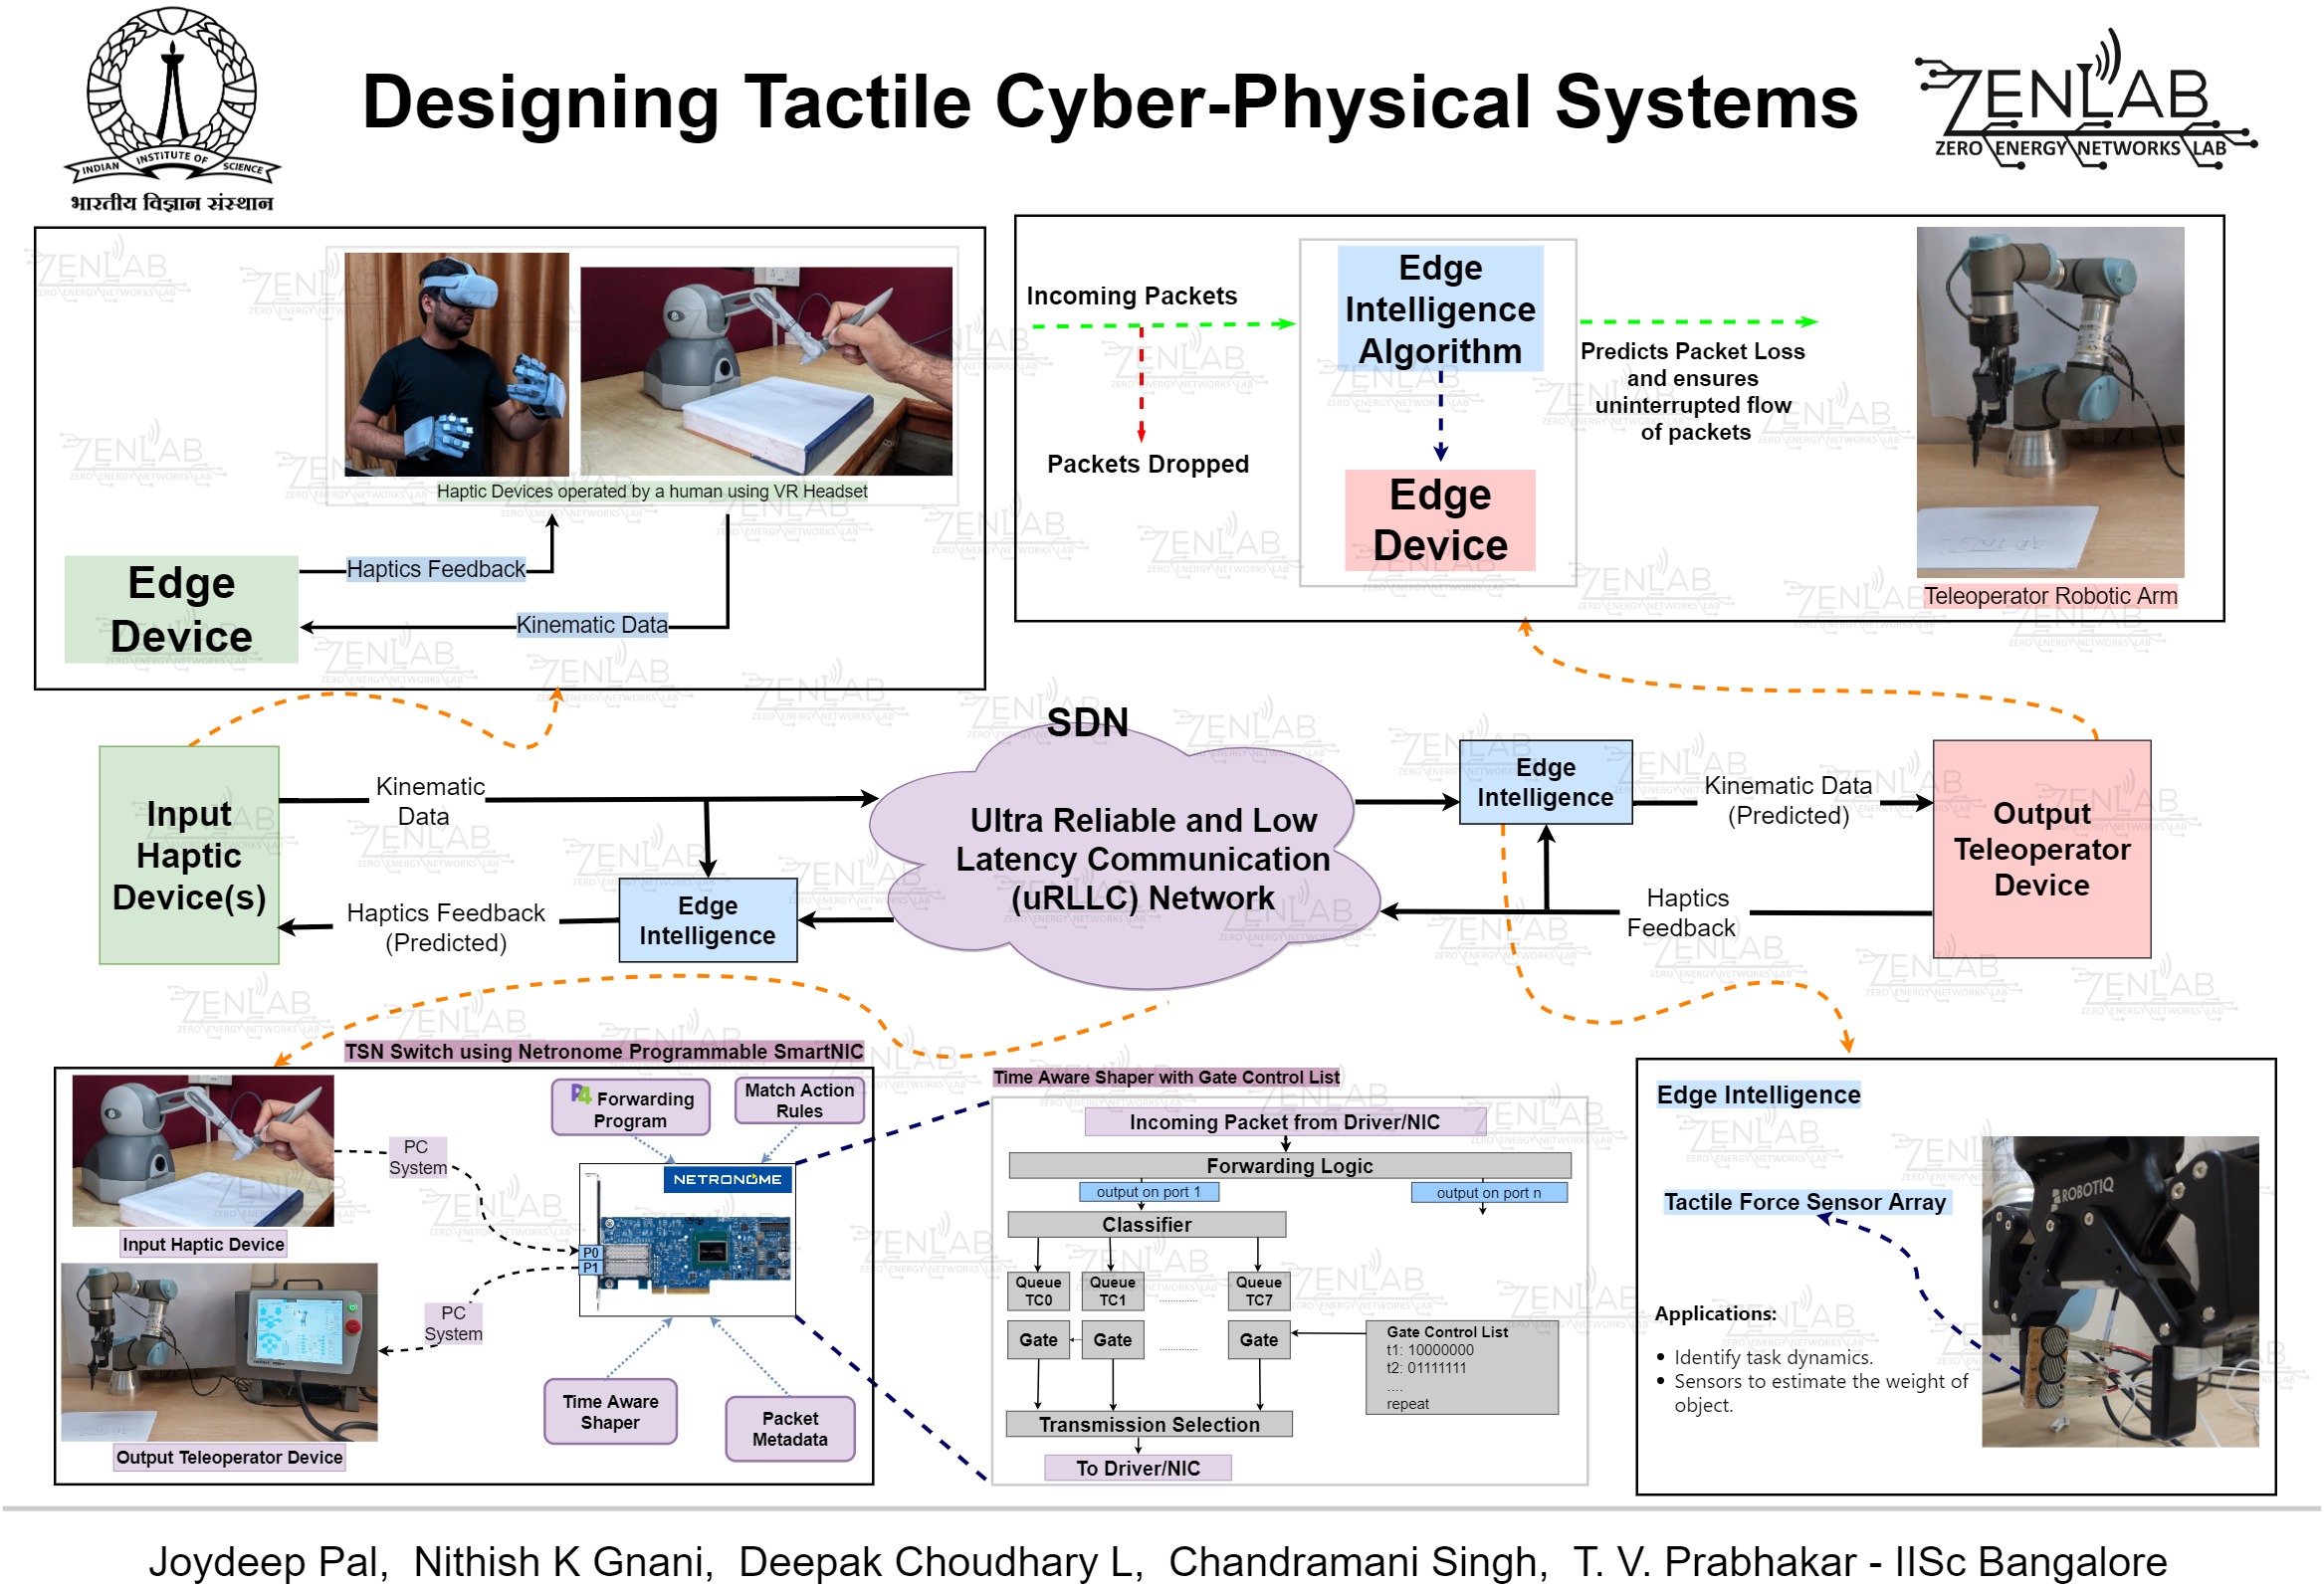 Designing Tactile Cyber-Physical Systems
INDIAN INSTITUTE OF SCIENCE
भारतीय विज्ञान संस्थान
ZENLAB
ZERO ENERGY NETWORKS LAB
Haptic Devices operated by a human using VR Headset
Edge
Device
Haptics Feedback
Kinematic Data
Incoming Packets
Packets Dropped
Edge
Intelligence
Algorithm
Edge
Device
Predicts Packet Loss
and ensures
uninterrupted flow
of packets
Teleoperator Robotic Arm
Input
Haptic
Device(s)
Kinematic
Data
Haptics Feedback
(Predicted)
Edge
Intelligence
SDN
Ultra Reliable and Low
Latency Communication
(uRLLC) Network
Edge
Intelligence
Kinematic Data
(Predicted)
Haptics
Feedback
Output
Teleoperator
Device
TSN Switch using Netronome Programmable SmartNIC
Input Haptic Device
Output Teleoperator Device
PC
System
PC
System
P4 Forwarding
Program
Match Action
Rules
NETRONOME
P0
P1
Time Aware
Shaper
Packet
Metadata
Time Aware Shaper with Gate Control List
Incoming Packet from Driver/NIC
Forwarding Logic
output on port 1
output on port n
Classifier
Queue
TC0
Queue
TC1
Queue
TC7
Gate
Gate
Gate
Gate Control List
t1: 10000000
t2: 01111111
....
repeat
Transmission Selection
To Driver/NIC
Edge Intelligence
Tactile Force Sensor Array
ROBOTIQ
Applications:
• Identify task dynamics.
• Sensors to estimate the weight of
object.
Joydeep Pal, Nithish K Gnani, Deepak Choudhary L, Chandramani Singh, T. V. Prabhakar - IISc Bangalore